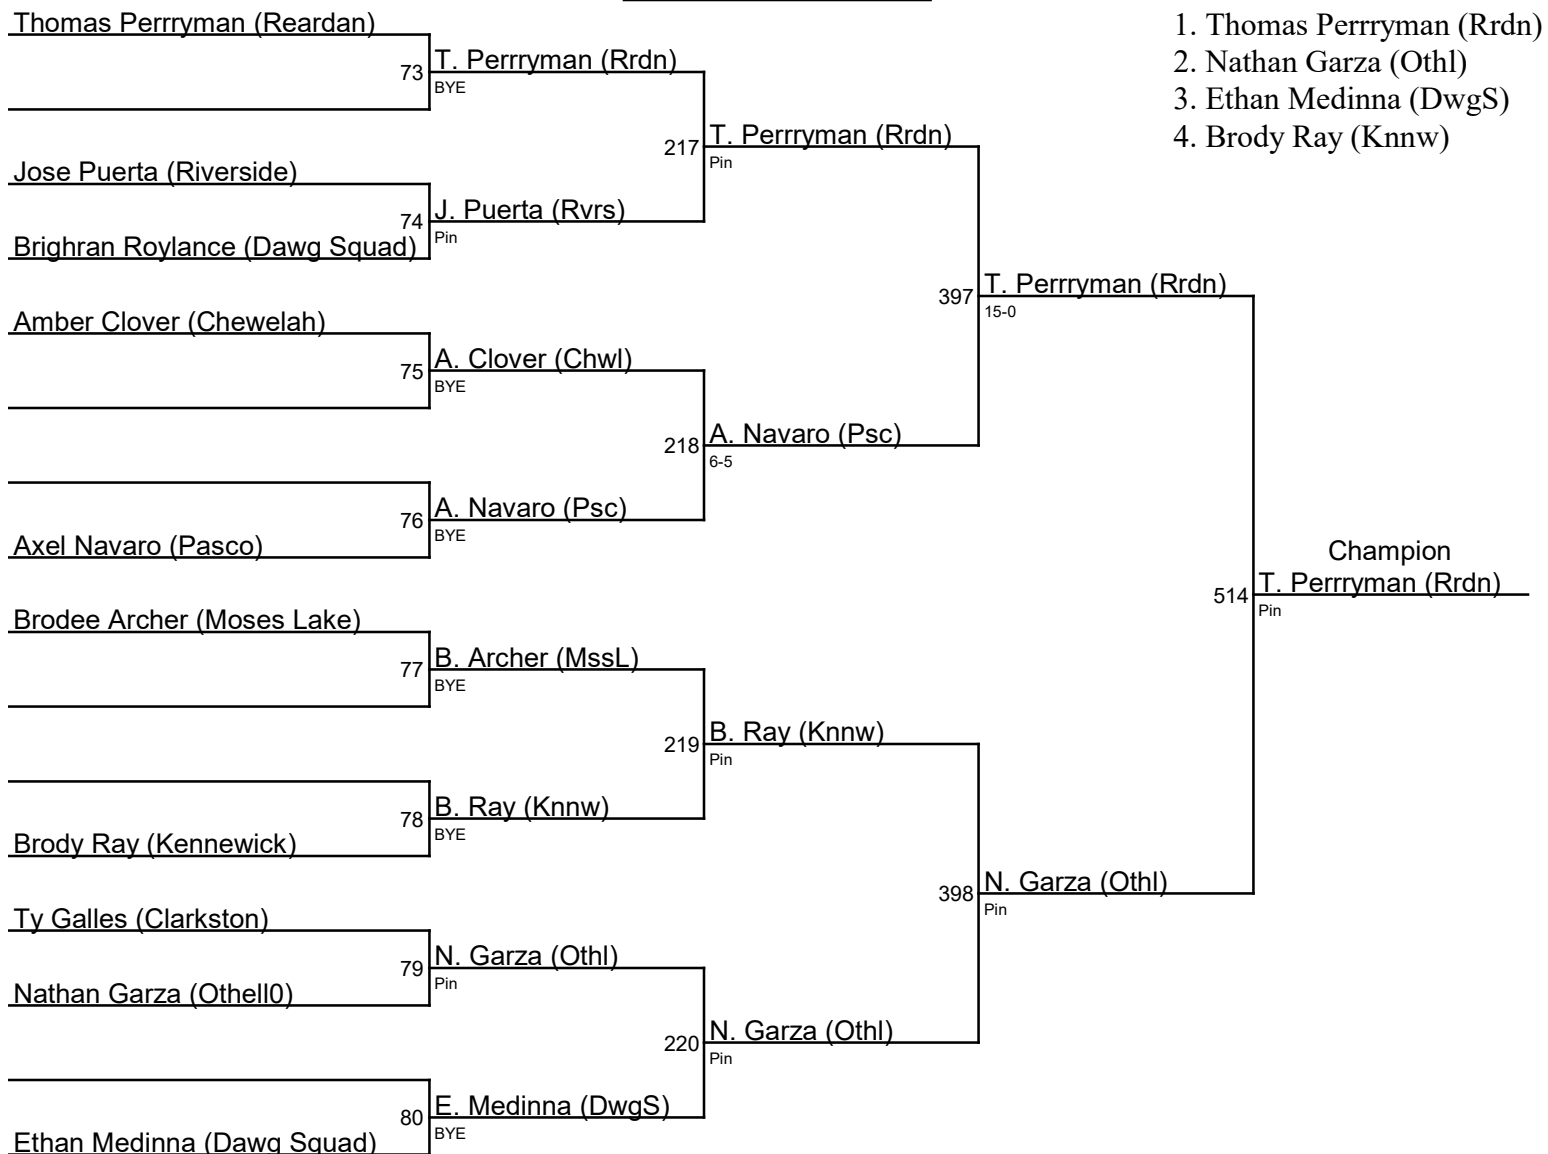 Thomas Perrryman (Reardan)
1. Thomas Perrryman (Rrdn)
2. Nathan Garza (Othl)
3. Ethan Medinna (DwgS)
4. Brody Ray (Knnw)
73 T. Perrryman (Rrdn)
BYE
217 T. Perrryman (Rrdn)
Pin
Jose Puerta (Riverside)
74 J. Puerta (Rvrs)
Pin
Brighran Roylance (Dawg Squad)
397 T. Perrryman (Rrdn)
15-0
Amber Clover (Chewelah)
75 A. Clover (Chwl)
BYE
218 A. Navaro (Psc)
6-5
76 A. Navaro (Psc)
BYE
Axel Navaro (Pasco)
Champion
514 T. Perrryman (Rrdn)
Pin
Brodee Archer (Moses Lake)
77 B. Archer (MssL)
BYE
219 B. Ray (Knnw)
Pin
78 B. Ray (Knnw)
BYE
Brody Ray (Kennewick)
398 N. Garza (Othl)
Pin
Ty Galles (Clarkston)
79 N. Garza (Othl)
Pin
Nathan Garza (Othell0)
220 N. Garza (Othl)
Pin
80 E. Medinna (DwgS)
BYE
Ethan Medinna (Dawg Squad)